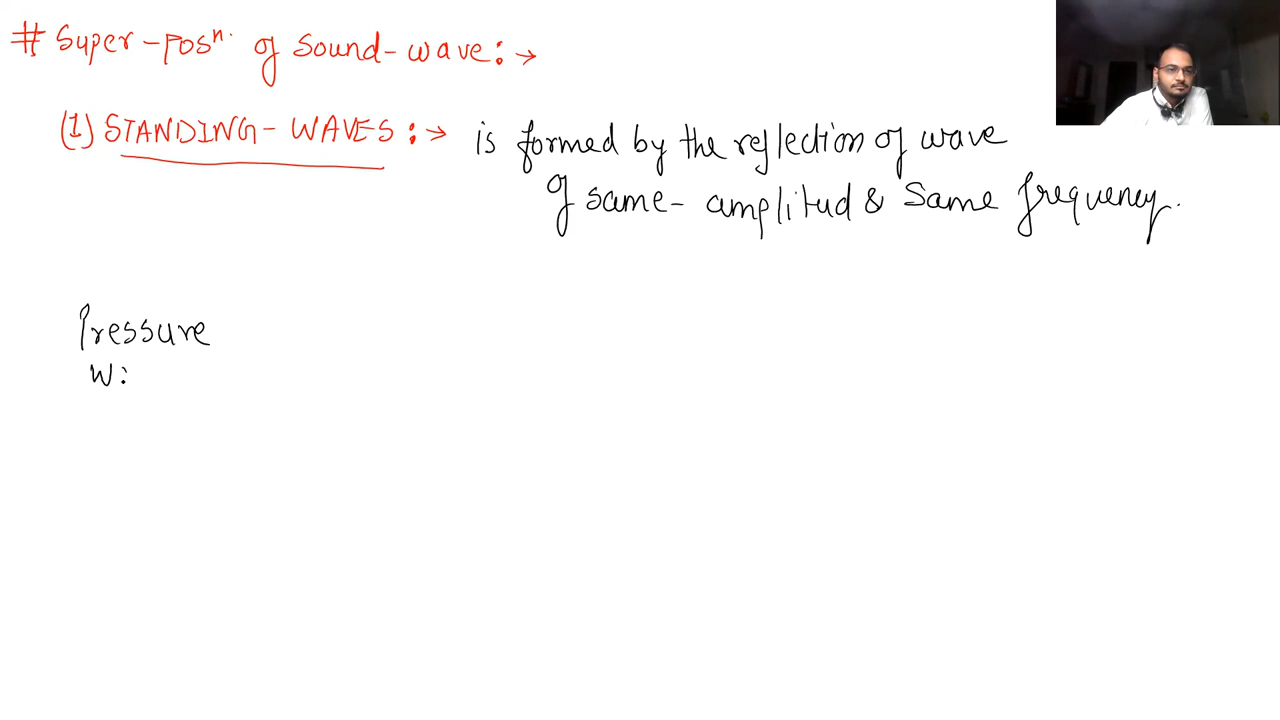 # Super-posⁿ. of sound-wave:→
(1) STANDING-WAVES:→ is formed by the reflection of wave
of same- amplitud & Same frequency.
Pressure
W: